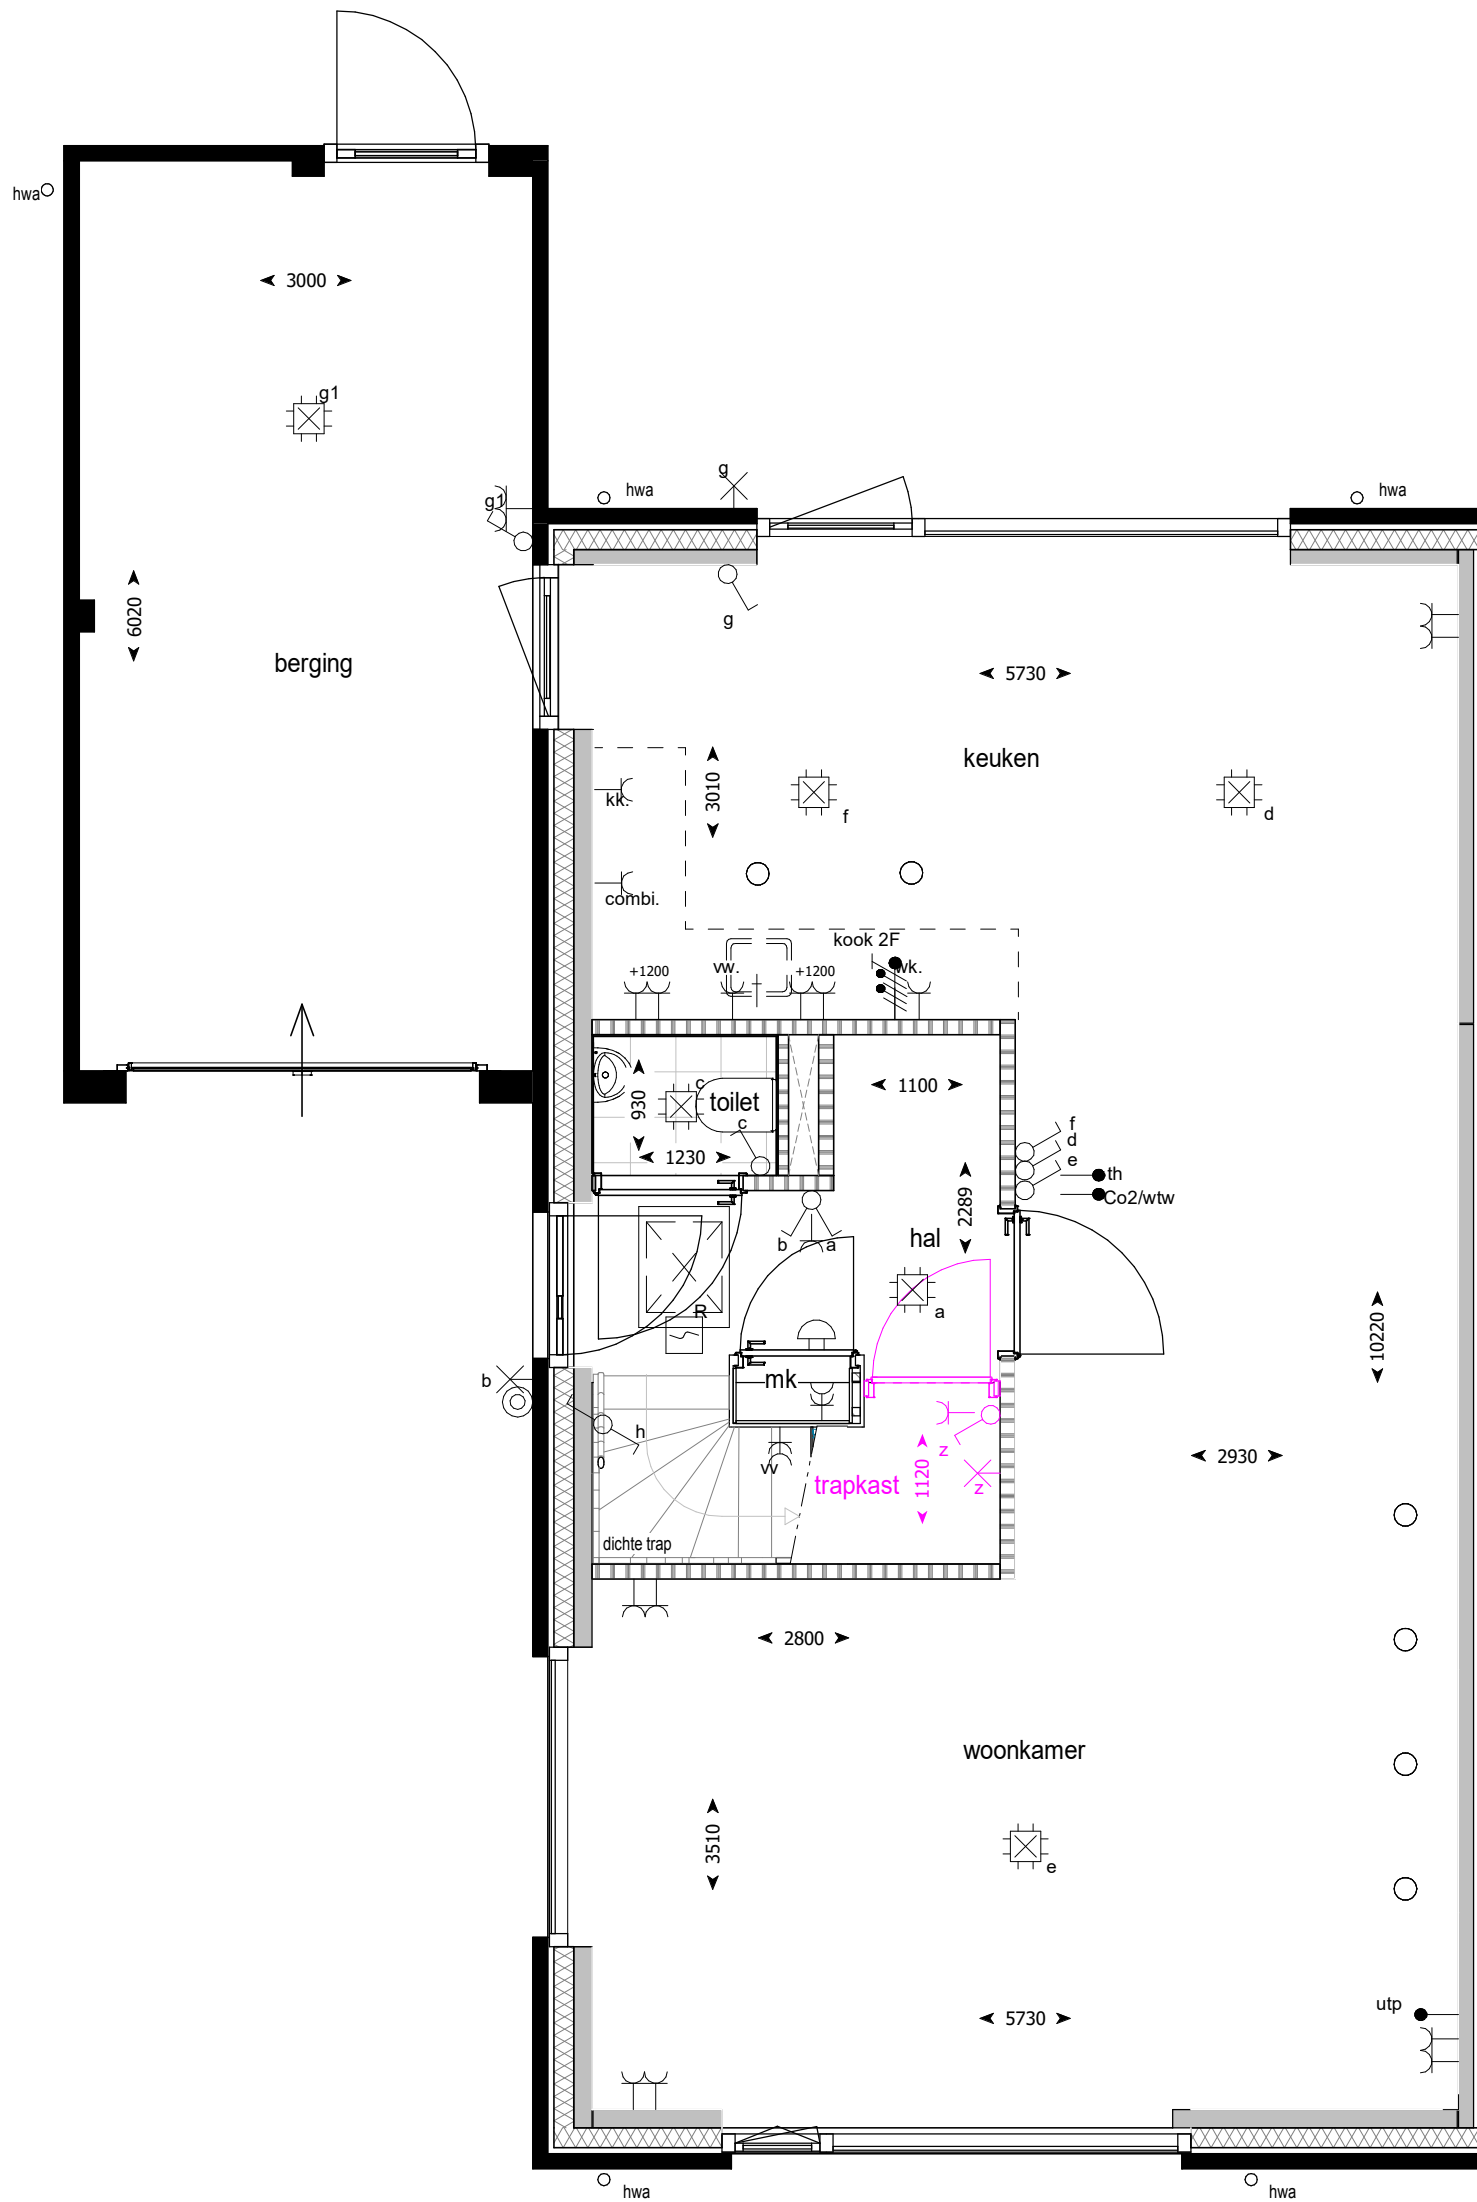 hwa
3000
g1
g1
6020
berging
g
hwa
hwa
g
5730
keuken
kk.
3010
f
d
combi.
kook 2F
+1200
vw.
+1200
wk.
1100
930
c
toilet
c
1230
f
d
e
th
Co2/wtw
2289
b
a
hal
R
a
10220
mk
b
h
0
vv
z
1120
z
trapkast
2930
dichte trap
2800
woonkamer
3510
e
utp
5730
hwa
hwa